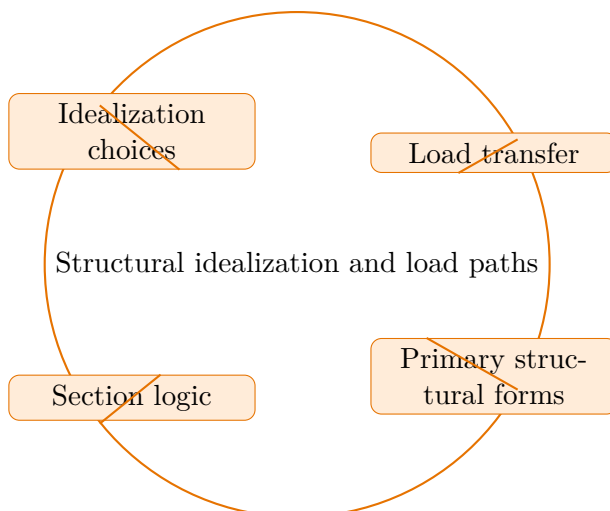 Idealization
choices
Load transfer
Structural idealization and load paths
Primary struc-
tural forms
Section logic